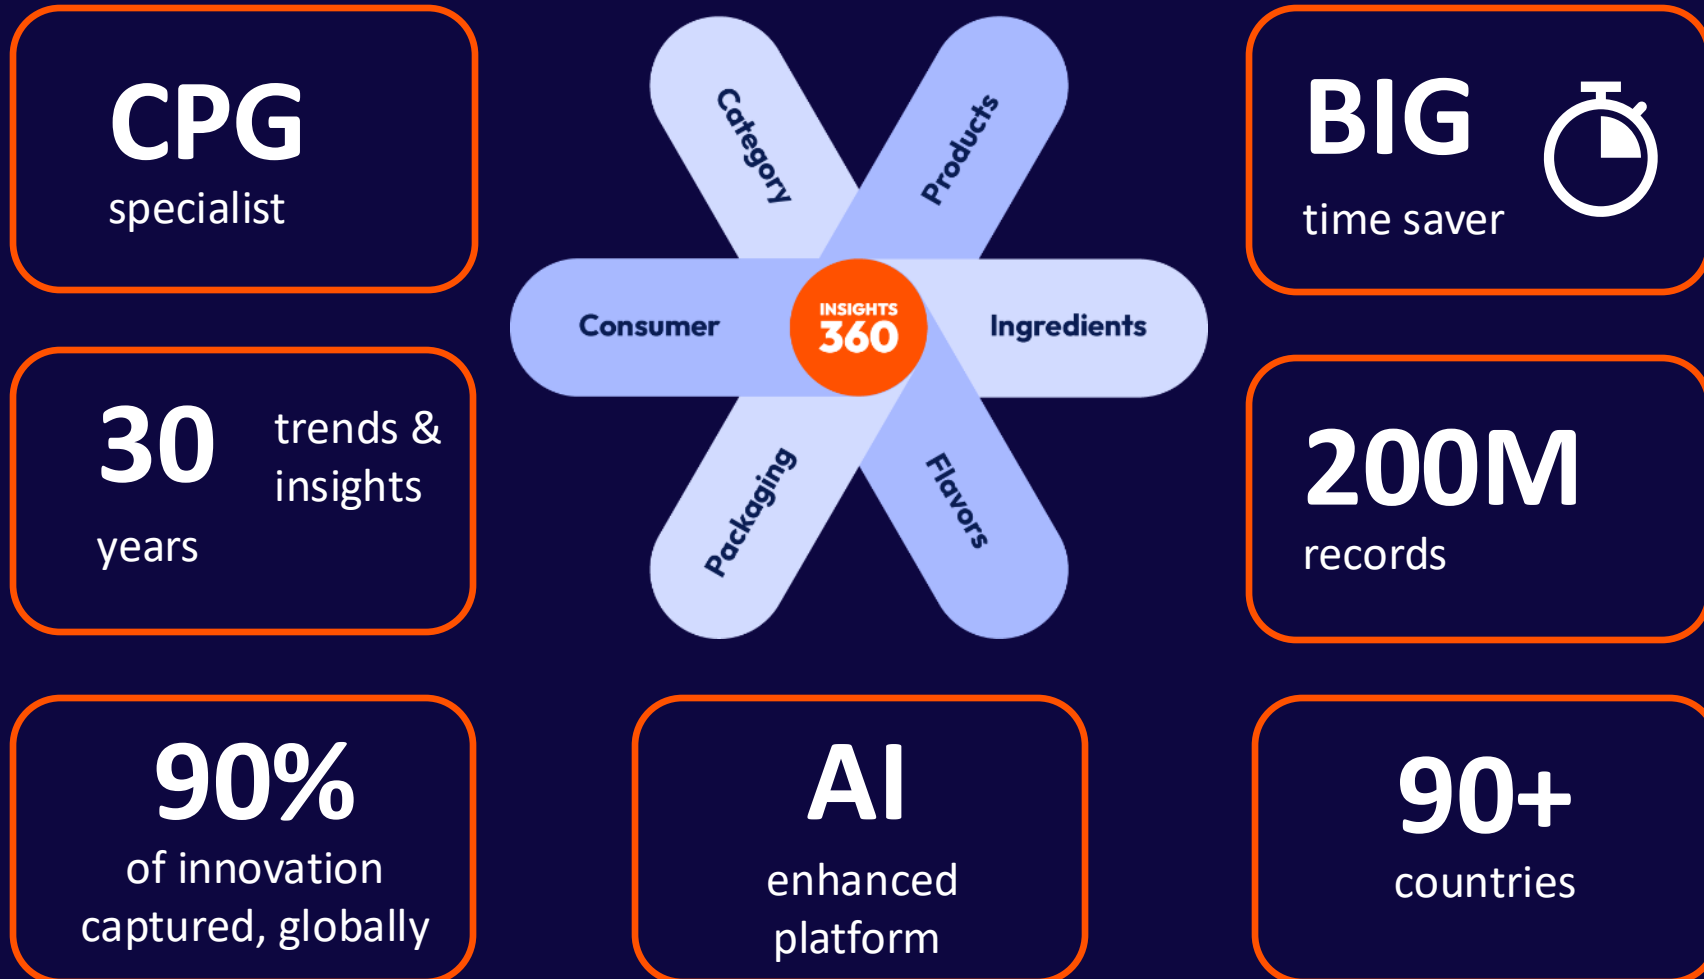 CPG
specialist
Category
Products
BIG
time saver
Consumer
INSIGHTS
360
Ingredients
30
years
trends &
insights
Packaging
Flavors
200M
records
90%
of innovation
captured, globally
AI
enhanced
platform
90+
countries